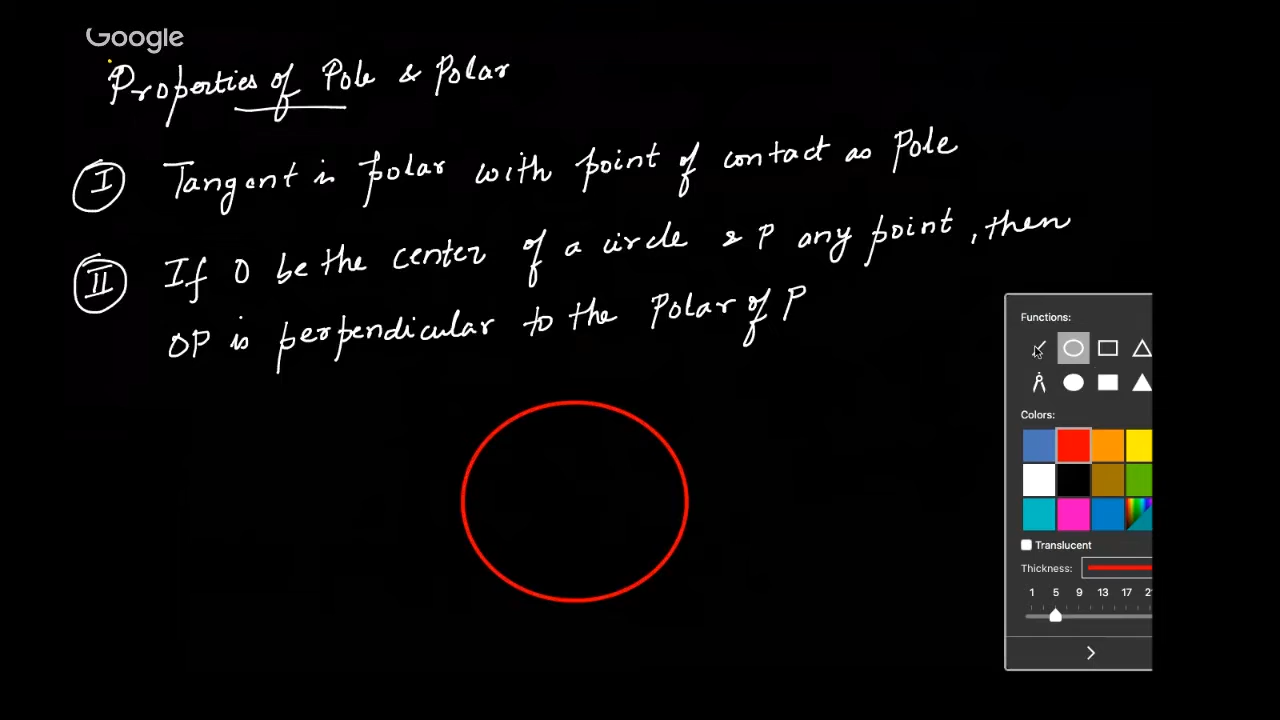 Google
Properties of Pole & Polar
I Tangent is polar with point of contact as Pole
II If O be the center of a circle & P any point, then
OP is perpendicular to the Polar of P
Functions:
Colors:
Translucent
Thickness:
1 5 9 13 17